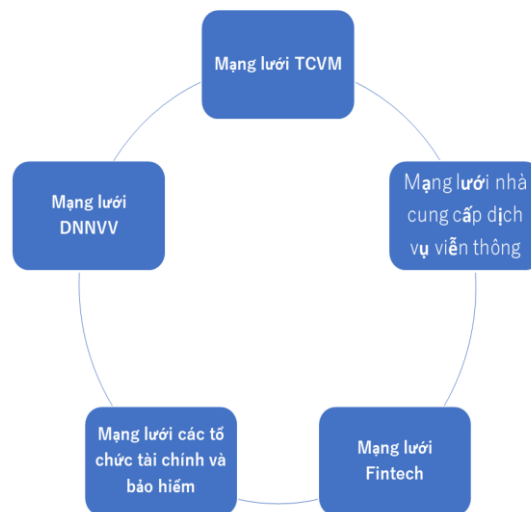 Mạng lưới TCVM
Mạng lưới nhà
cung cấp dịch
vụ viễn thông
Mạng lưới
Fintech
Mạng lưới các tổ
chức tài chính và
bảo hiểm
Mạng lưới
DNNVV